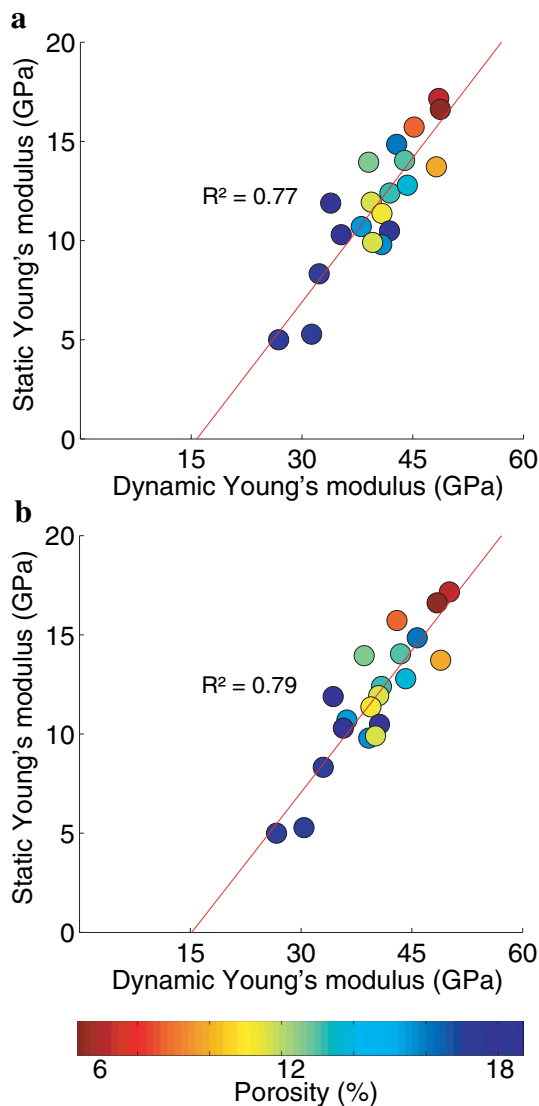 a
20
15
10
5
0
Static Young's modulus (GPa)
R² = 0.77
15 30 45 60
Dynamic Young's modulus (GPa)
b
20
15
10
5
0
Static Young's modulus (GPa)
R² = 0.79
15 30 45 60
Dynamic Young's modulus (GPa)
6 12 18
Porosity (%)